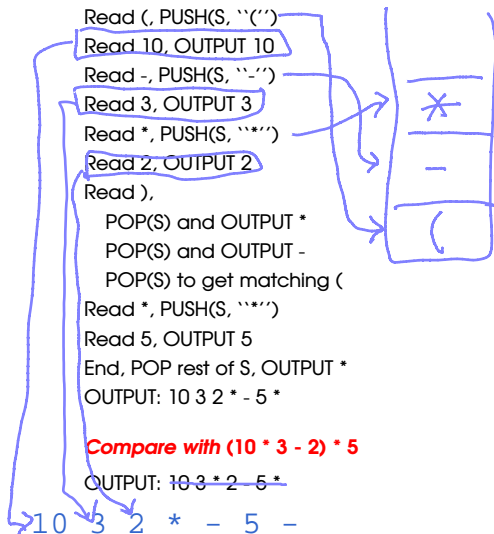 Read (, PUSH(S, ``(‘’)
Read 10, OUTPUT 10
Read -, PUSH(S, ``-‘’)
Read 3, OUTPUT 3
Read *, PUSH(S, ``*‘’)
Read 2, OUTPUT 2
Read ),
POP(S) and OUTPUT *
POP(S) and OUTPUT -
POP(S) to get matching (
Read *, PUSH(S, ``*‘’)
Read 5, OUTPUT 5
End, POP rest of S, OUTPUT *
OUTPUT: 10 3 2 * - 5 *
Compare with (10 * 3 - 2) * 5
OUTPUT: 10 3 * 2 - 5 *
10 3 2 * - 5 -
*
-
(